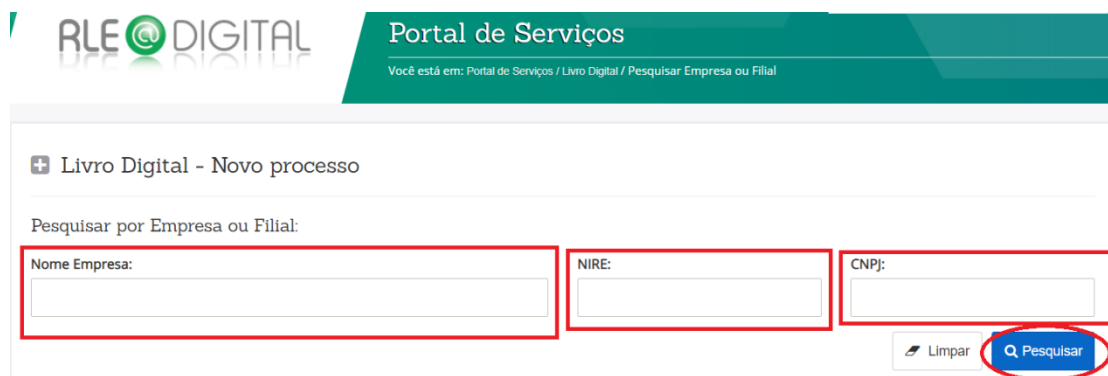 RLE@DIGITAL
Portal de Serviços
Você está em: Portal de Serviços / Livro Digital / Pesquisar Empresa ou Filial
Livro Digital - Novo processo
Pesquisar por Empresa ou Filial:
Nome Empresa:
NIRE:
CNPJ:
Limpar
Pesquisar